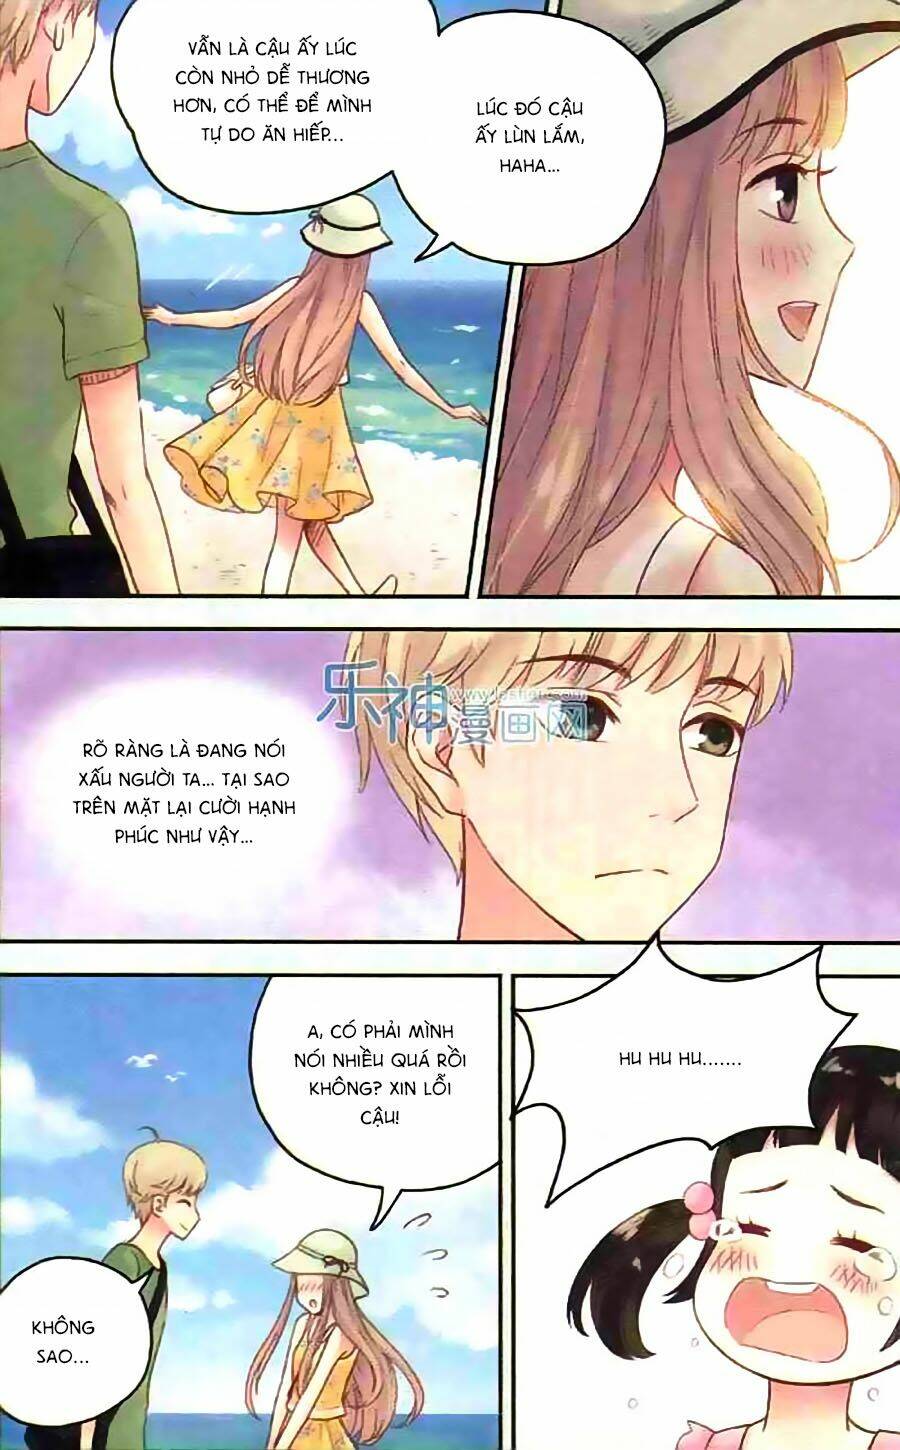 VẪN LÀ CẬU ẤY LÚC
CÒN NHỎ DỄ THƯƠNG
HƠN, CÓ THỂ ĐỂ MÌNH
TỰ DO ĂN HIẾP...
LÚC ĐÓ CẬU
ẤY LÙN LẮM,
HAHA...
乐神漫画网
RÕ RÀNG LÀ ĐANG NÓI
XẤU NGƯỜI TA... TẠI SAO
TRÊN MẶT LẠI CƯỜI HẠNH
PHÚC NHƯ VẬY...
A, CÓ PHẢI MÌNH
NÓI NHIỀU QUÁ RỒI
KHÔNG? XIN LỖI
CẬU!
HU HU HU.......
KHÔNG
SAO...